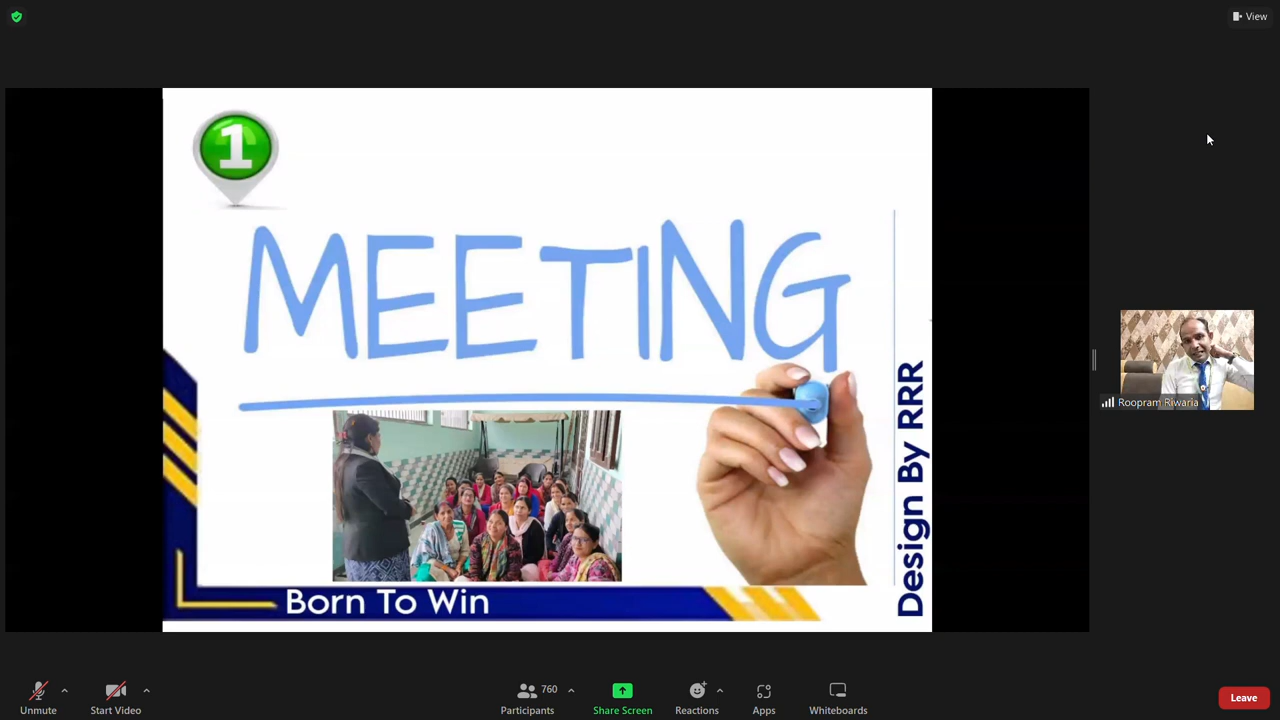 View
1
MEETING
Design By RRR
Born To Win
Roopram Riwaria
Unmute
Start Video
760
Participants
Share Screen
Reactions
Apps
Whiteboards
Leave